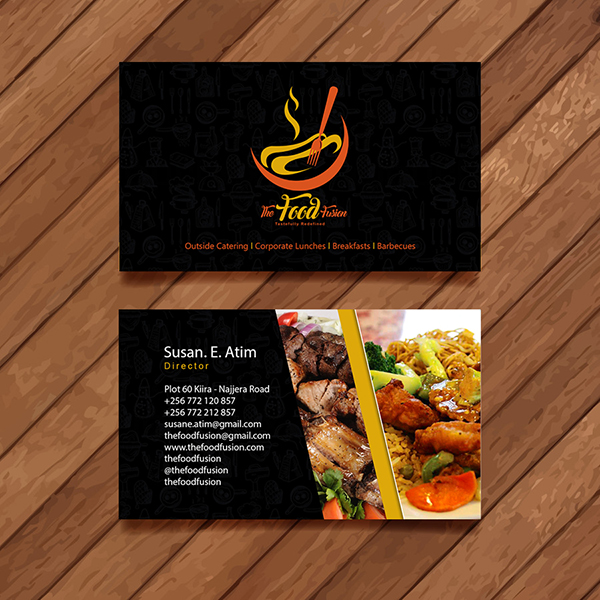 The Food Fusion
Tastefully Redefined
Outside Catering | Corporate Lunches | Breakfasts | Barbecues
Susan. E. Atim
Director
Plot 60 Kiira - Najjera Road
+256 772 120 857
+256 772 212 857
susane.atim@gmail.com
thefoodfusion@gmail.com
www.thefoodfusion.com
thefoodfusion
@thefoodfusion
thefoodfusion